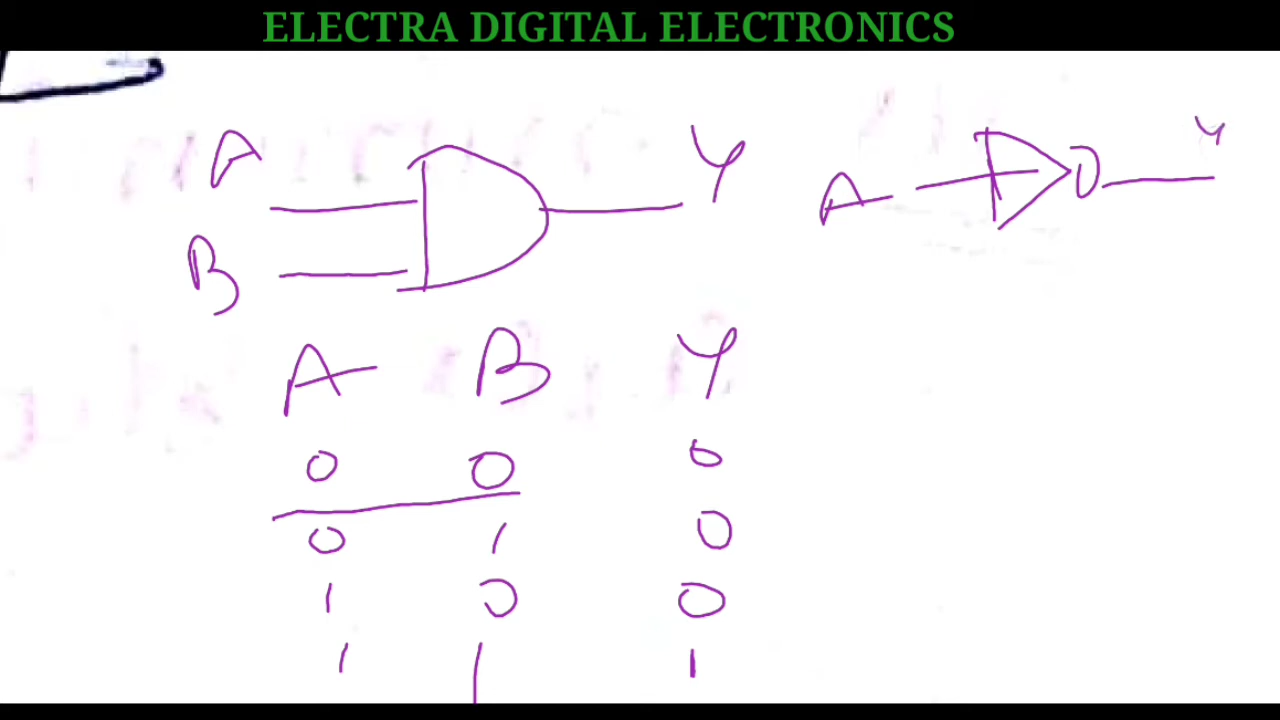 ELECTRA DIGITAL ELECTRONICS
A Y
B
A Y
A B Y
0 0 0
0 1 0
1 0 0
1 1 1